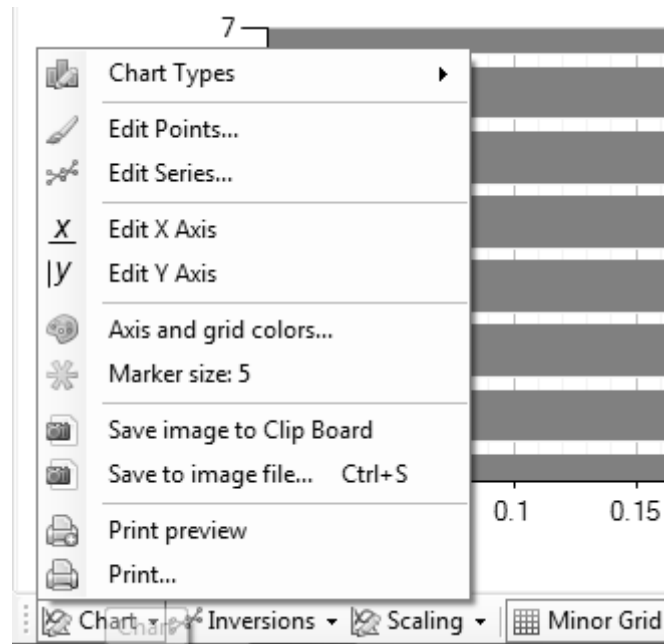 7
Chart Types
Edit Points...
Edit Series...
x Edit X Axis
|y Edit Y Axis
Axis and grid colors...
Marker size: 5
Save image to Clip Board
Save to image file... Ctrl+S
Print preview
Print...
0.1 0.15
Chart Chart Inversions Scaling Minor Grid